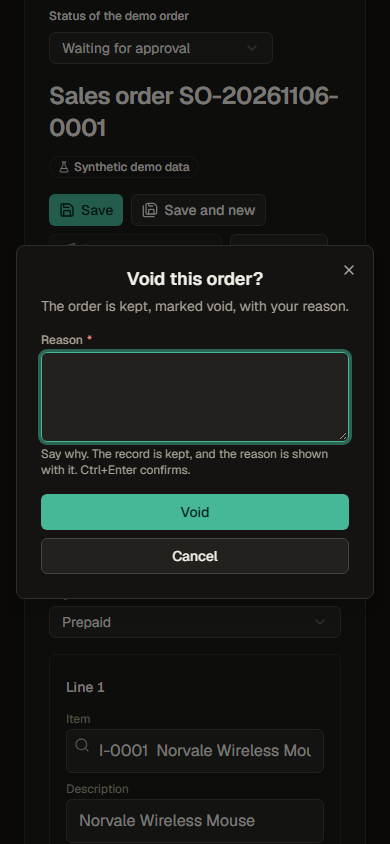 Status of the demo order
Waiting for approval
Sales order SO-20261106-
0001
Synthetic demo data
Save
Save and new
Void this order?
The order is kept, marked void, with your reason.
Reason *
Say why. The record is kept, and the reason is shown
with it. Ctrl+Enter confirms.
Void
Cancel
Prepaid
Line 1
Item
I-0001 Norvale Wireless Mou
Description
Norvale Wireless Mouse